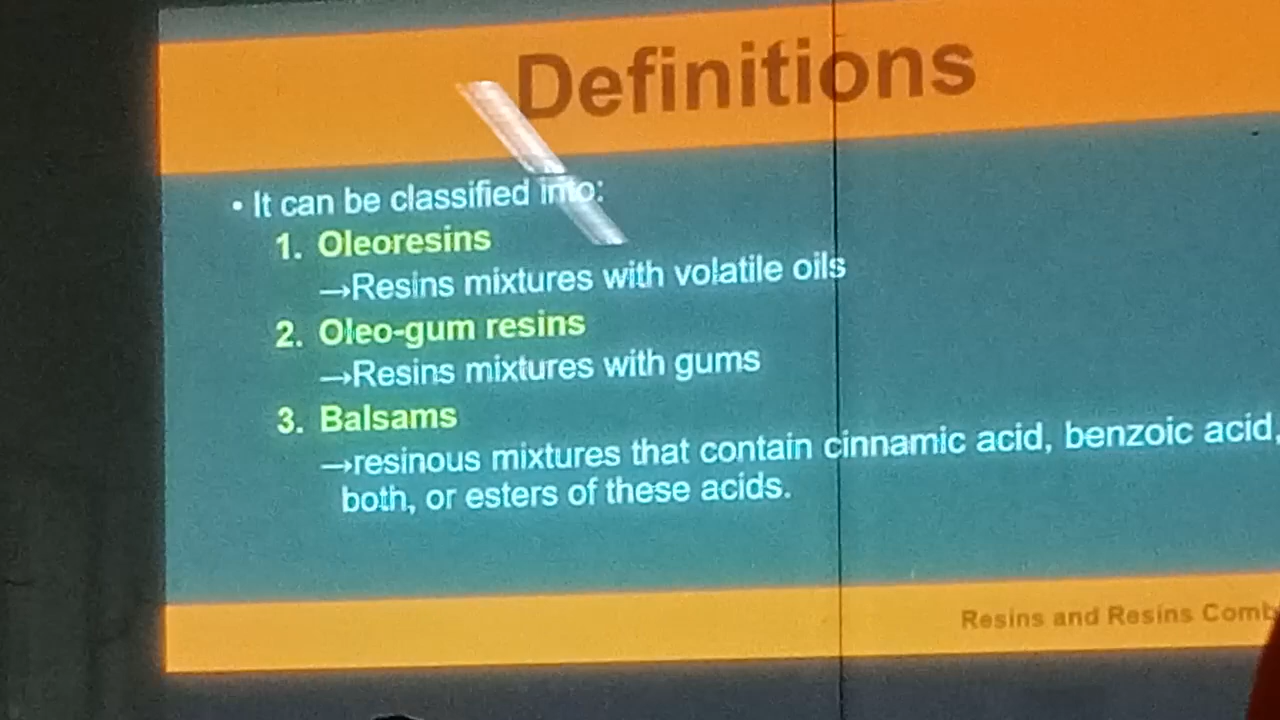 Definitions
• It can be classified into:
1. Oleoresins
→Resins mixtures with volatile oils
2. Oleo-gum resins
→Resins mixtures with gums
3. Balsams
→resinous mixtures that contain cinnamic acid, benzoic acid,
both, or esters of these acids.
Resins and Resins